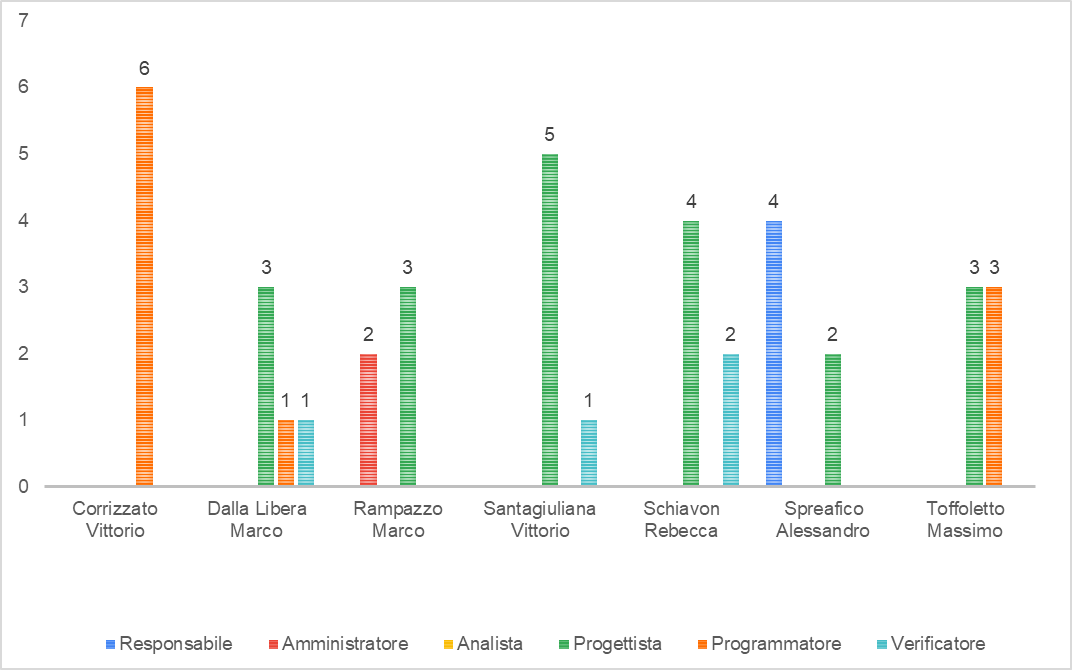 7
6
6
5
5
4
4
4
3
3
3
3 3
2
2
2
2
1
1 1
1
0
Corrizzato Vittorio
Dalla Libera Marco
Rampazzo Marco
Santagiuliana Vittorio
Schiavon Rebecca
Spreafico Alessandro
Toffoletto Massimo
Responsabile Amministratore Analista Progettista Programmatore Verificatore